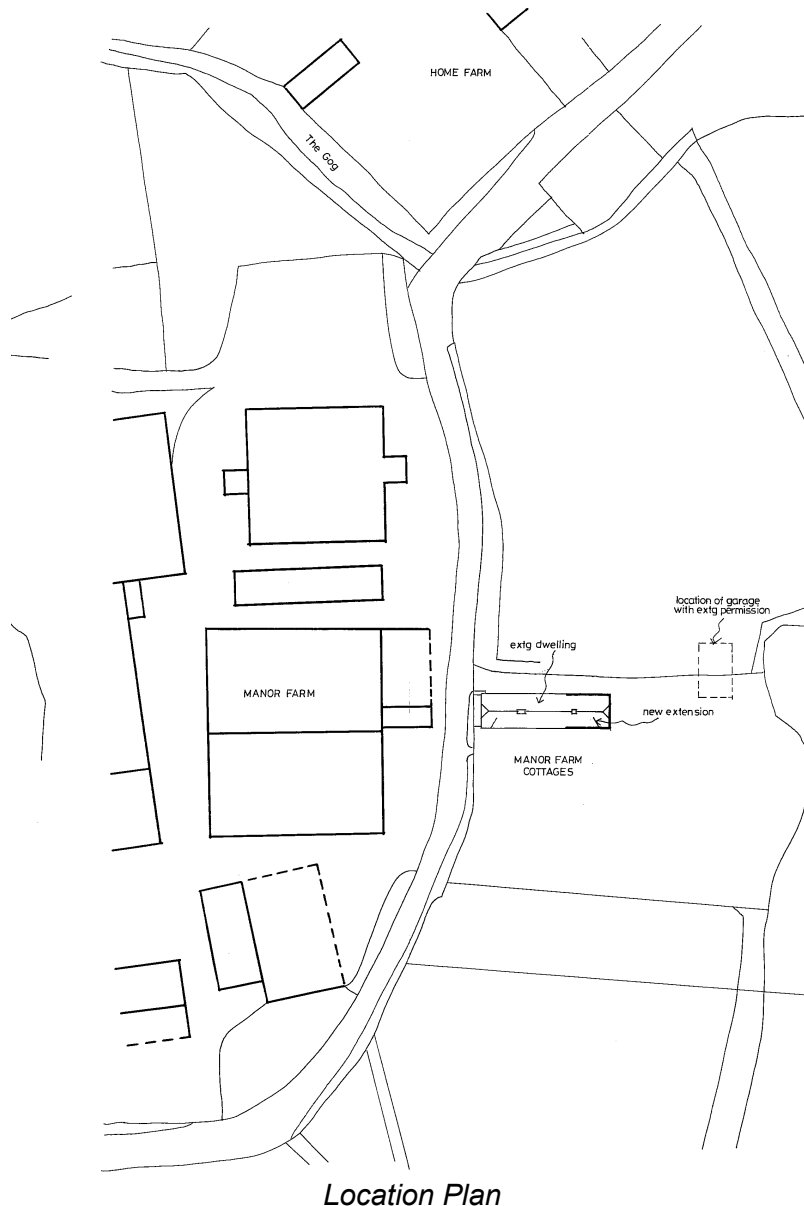 HOME FARM
The Gog
location of garage
with extg permission
extg dwelling
MANOR FARM
new extension
MANOR FARM
COTTAGES
Location Plan